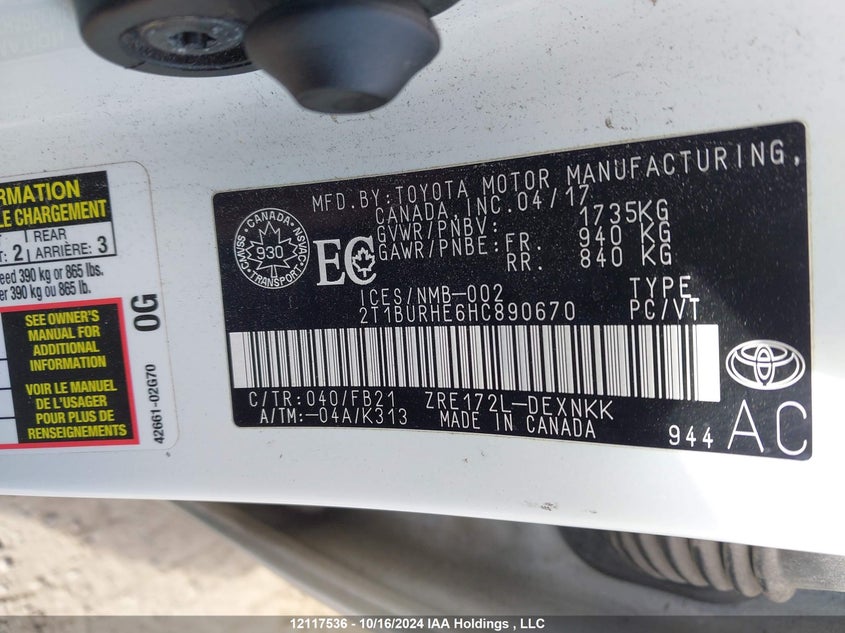 RMATION
LE CHARGEMENT
REAR
: 2 ARRIÈRE: 3
eed 390 kg or 865 lbs.
er 390 kg ou 865 lb.
SEE OWNER'S
MANUAL FOR
ADDITIONAL
INFORMATION
VOIR LE MANUEL
DE L'USAGER
POUR PLUS DE
RENSEIGNEMENTS
0G
42661-02G70
MFD.BY:TOYOTA MOTOR MANUFACTURING,
CANADA,INC.04/17
GVWR/PNBV: 1735KG
GAWR/PNBE:FR. 940 KG
RR. 840 KG
CANADA
930
TRANSPORT
EC
ICES/NMB-002 TYPE
2T1BURHE6HC890670 PC/VT
C/TR:040/FB21 ZRE172L-DEXNKK
A/TM:-04A/K313 MADE IN CANADA
944 AC
12117536 - 10/16/2024 IAA Holdings , LLC